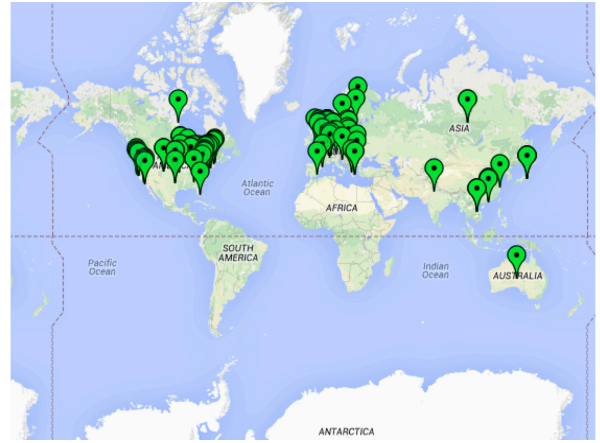 ASIA
Atlantic
Ocean
AFRICA
SOUTH
AMERICA
Pacific
Ocean
Indian
Ocean
AUSTRALIA
ANTARCTICA